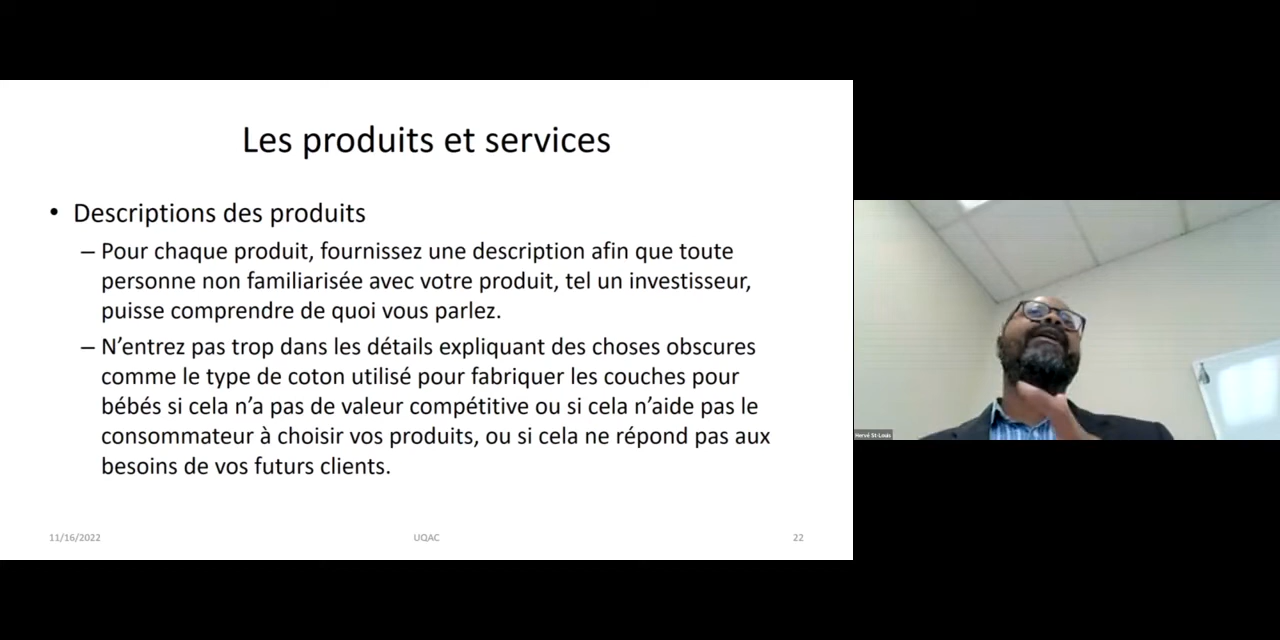 Les produits et services
• Descriptions des produits
– Pour chaque produit, fournissez une description afin que toute
personne non familiarisée avec votre produit, tel un investisseur,
puisse comprendre de quoi vous parlez.
– N’entrez pas trop dans les détails expliquant des choses obscures
comme le type de coton utilisé pour fabriquer les couches pour
bébés si cela n’a pas de valeur compétitive ou si cela n’aide pas le
consommateur à choisir vos produits, ou si cela ne répond pas aux
besoins de vos futurs clients.
11/16/2022
UQAC
22
Hervé St-Louis